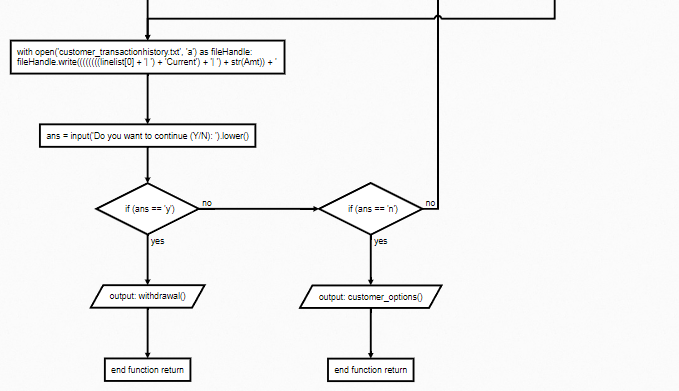 with open('customer_transactionhistory.txt', 'a') as fileHandle:
fileHandle.write((((((((linelist[0] + '| ') + 'Current') + '| ') + str(Amt)) + '
ans = input('Do you want to continue (Y/N): ').lower()
if (ans == 'y')
no
if (ans == 'n')
no
yes
yes
output: withdrawal()
output: customer_options()
end function return
end function return